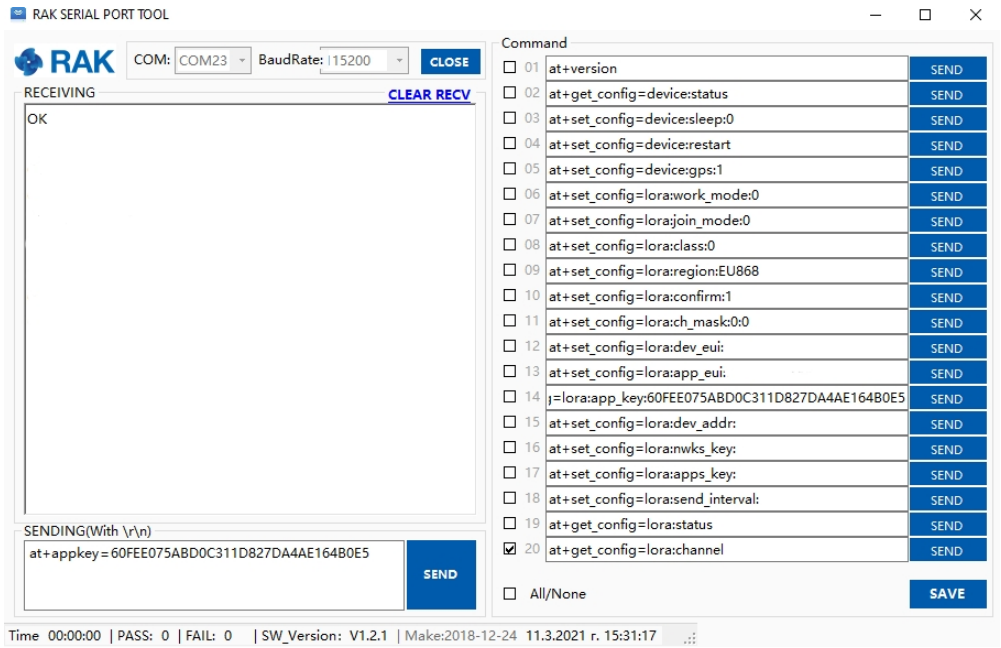 RAK SERIAL PORT TOOL
RAK COM: COM23 BaudRate: 115200 CLOSE
RECEIVING CLEAR RECV
OK
SENDING(With \r\n)
at+appkey=60FEE075ABD0C311D827DA4AE164B0E5
SEND
Command
01 at+version SEND
02 at+get_config=device:status SEND
03 at+set_config=device:sleep:0 SEND
04 at+set_config=device:restart SEND
05 at+set_config=device:gps:1 SEND
06 at+set_config=lora:work_mode:0 SEND
07 at+set_config=lora:join_mode:0 SEND
08 at+set_config=lora:class:0 SEND
09 at+set_config=lora:region:EU868 SEND
10 at+set_config=lora:confirm:1 SEND
11 at+set_config=lora:ch_mask:0:0 SEND
12 at+set_config=lora:dev_eui: SEND
13 at+set_config=lora:app_eui: SEND
14 g=lora:app_key:60FEE075ABD0C311D827DA4AE164B0E5 SEND
15 at+set_config=lora:dev_addr: SEND
16 at+set_config=lora:nwks_key: SEND
17 at+set_config=lora:apps_key: SEND
18 at+set_config=lora:send_interval: SEND
19 at+get_config=lora:status SEND
20 at+get_config=lora:channel SEND
All/None SAVE
Time 00:00:00 | PASS: 0 | FAIL: 0 | SW_Version: V1.2.1 | Make:2018-12-24 11.3.2021 г. 15:31:17